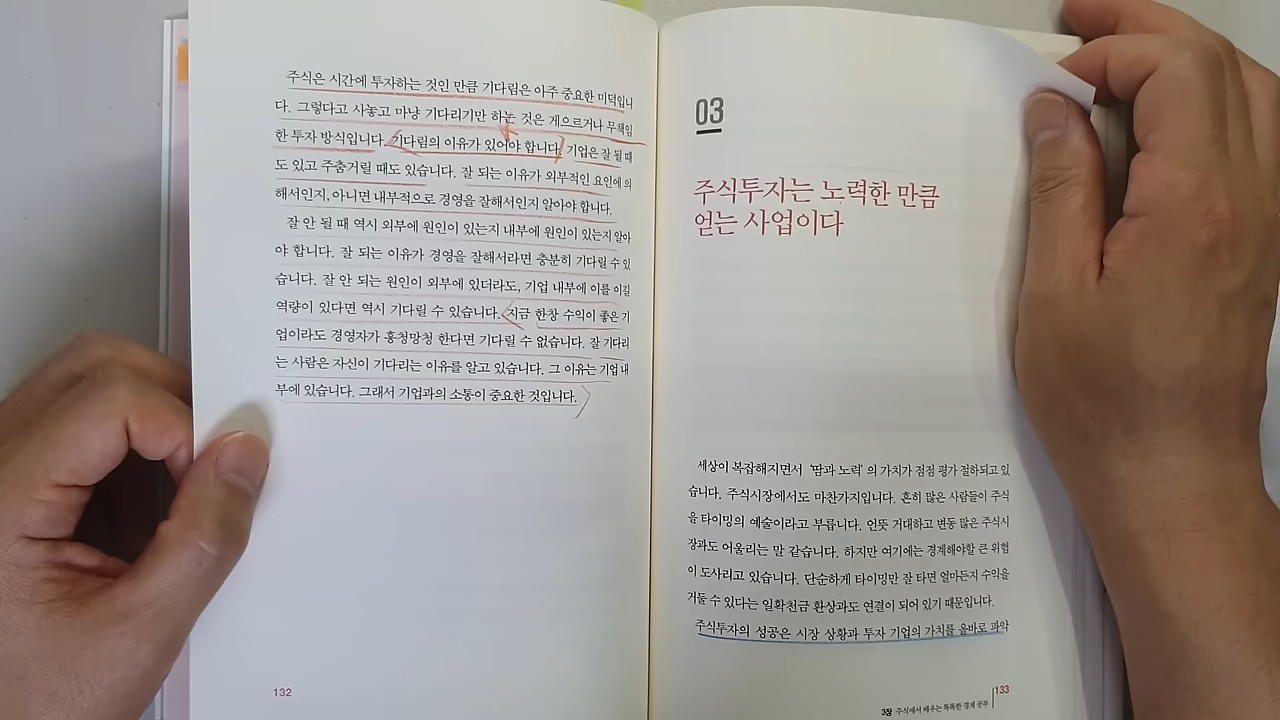 주식은 시간에 투자하는 것인 만큼 기다림은 아주 중요한 미덕입니
다. 그렇다고 사놓고 마냥 기다리기만 하는 것은 게으르거나 무책임
한 투자 방식입니다. 기다림의 이유가 있어야 합니다. 기업은 잘 될 때
도 있고 주춤거릴 때도 있습니다. 잘 되는 이유가 외부적인 요인에 의
해서인지, 아니면 내부적으로 경영을 잘해서인지 알아야 합니다.
잘 안 될 때 역시 외부에 원인이 있는지 내부에 원인이 있는지 알아
야 합니다. 잘 되는 이유가 경영을 잘해서라면 충분히 기다릴 수 있
습니다. 잘 안 되는 원인이 외부에 있더라도, 기업 내부에 이를 이길
역량이 있다면 역시 기다릴 수 있습니다. 지금 한창 수익이 좋은 기
업이라도 경영자가 흥청망청 한다면 기다릴 수 없습니다. 잘 기다리
는 사람은 자신이 기다리는 이유를 알고 있습니다. 그 이유는 기업 내
부에 있습니다. 그래서 기업과의 소통이 중요한 것입니다.
132
03
주식투자는 노력한 만큼
얻는 사업이다
세상이 복잡해지면서 '땀과 노력'의 가치가 점점 평가 절하되고 있
습니다. 주식시장에서도 마찬가지입니다. 흔히 많은 사람들이 주식
을 타이밍의 예술이라고 부릅니다. 언뜻 거대하고 변동 많은 주식시
장과도 어울리는 말 같습니다. 하지만 여기에는 경계해야할 큰 위험
이 도사리고 있습니다. 단순하게 타이밍만 잘 타면 얼마든지 수익을
거둘 수 있다는 일확천금 환상과도 연결이 되어 있기 때문입니다.
주식투자의 성공은 시장 상황과 투자 기업의 가치를 올바로 파악
3장 주식에서 배우는 똑똑한 경제 공부
133